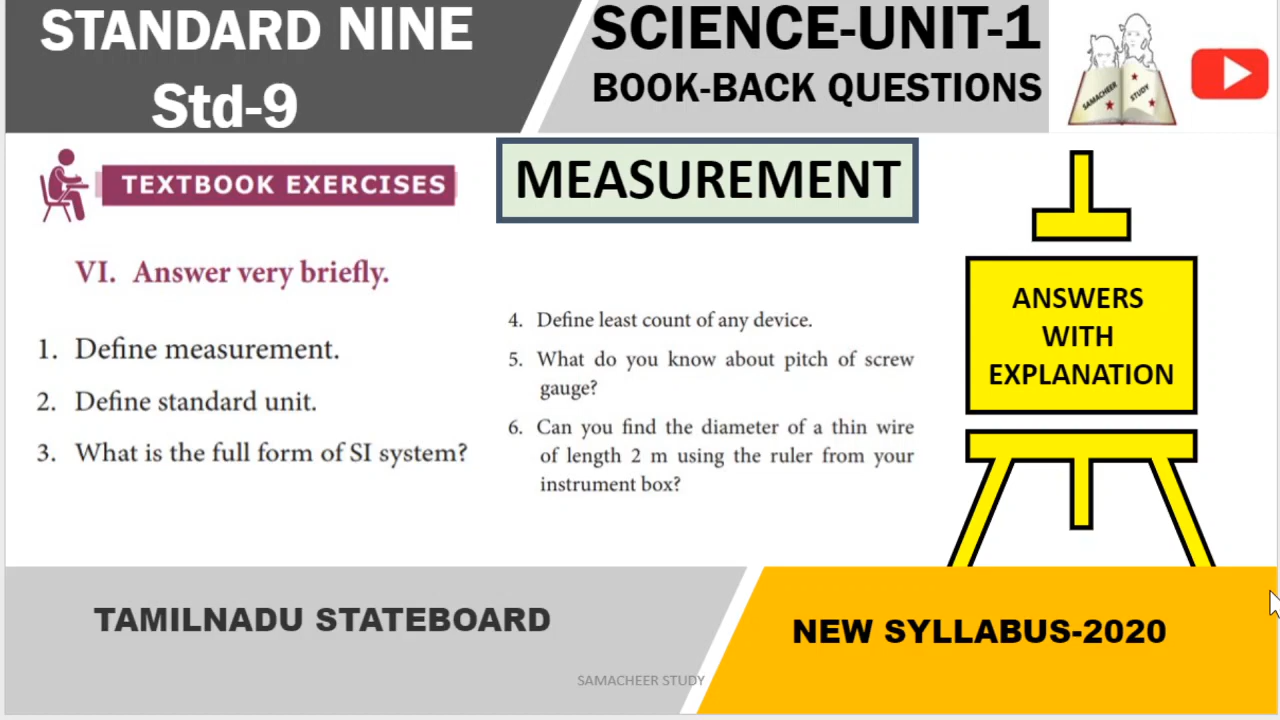 STANDARD NINE
Std-9
SCIENCE-UNIT-1
BOOK-BACK QUESTIONS
SAMACHEER
STUDY
TEXTBOOK EXERCISES
MEASUREMENT
VI. Answer very briefly.
1. Define measurement.
2. Define standard unit.
3. What is the full form of SI system?
4. Define least count of any device.
5. What do you know about pitch of screw
gauge?
6. Can you find the diameter of a thin wire
of length 2 m using the ruler from your
instrument box?
ANSWERS
WITH
EXPLANATION
TAMILNADU STATEBOARD
NEW SYLLABUS-2020
SAMACHEER STUDY